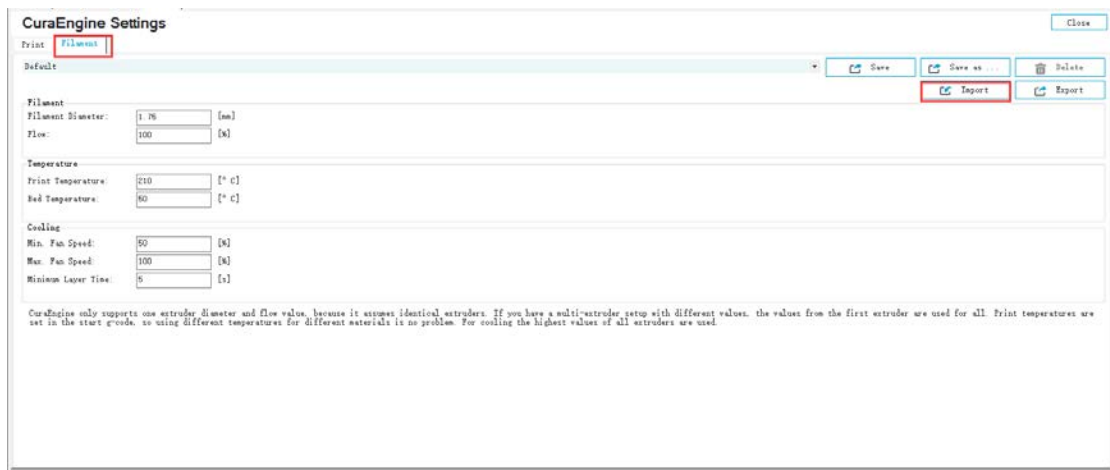 CuraEngine Settings
Close
Print Filament
Default
Save
Save as ...
Delete
Import
Export
Filament
Filament Diameter: 1.75 [mm]
Flow: 100 [%]
Temperature
Print Temperature: 210 [° C]
Bed Temperature: 50 [° C]
Cooling
Min. Fan Speed: 50 [%]
Max. Fan Speed: 100 [%]
Minimum Layer Time: 5 [s]
CuraEngine only supports one extruder diameter and flow value, because it assumes identical extruders. If you have a multi-extruder setup with different values, the values from the first extruder are used for all. Print temperatures are
set in the start g-code, so using different temperatures for different materials is no problem. For cooling the highest values of all extruders are used.